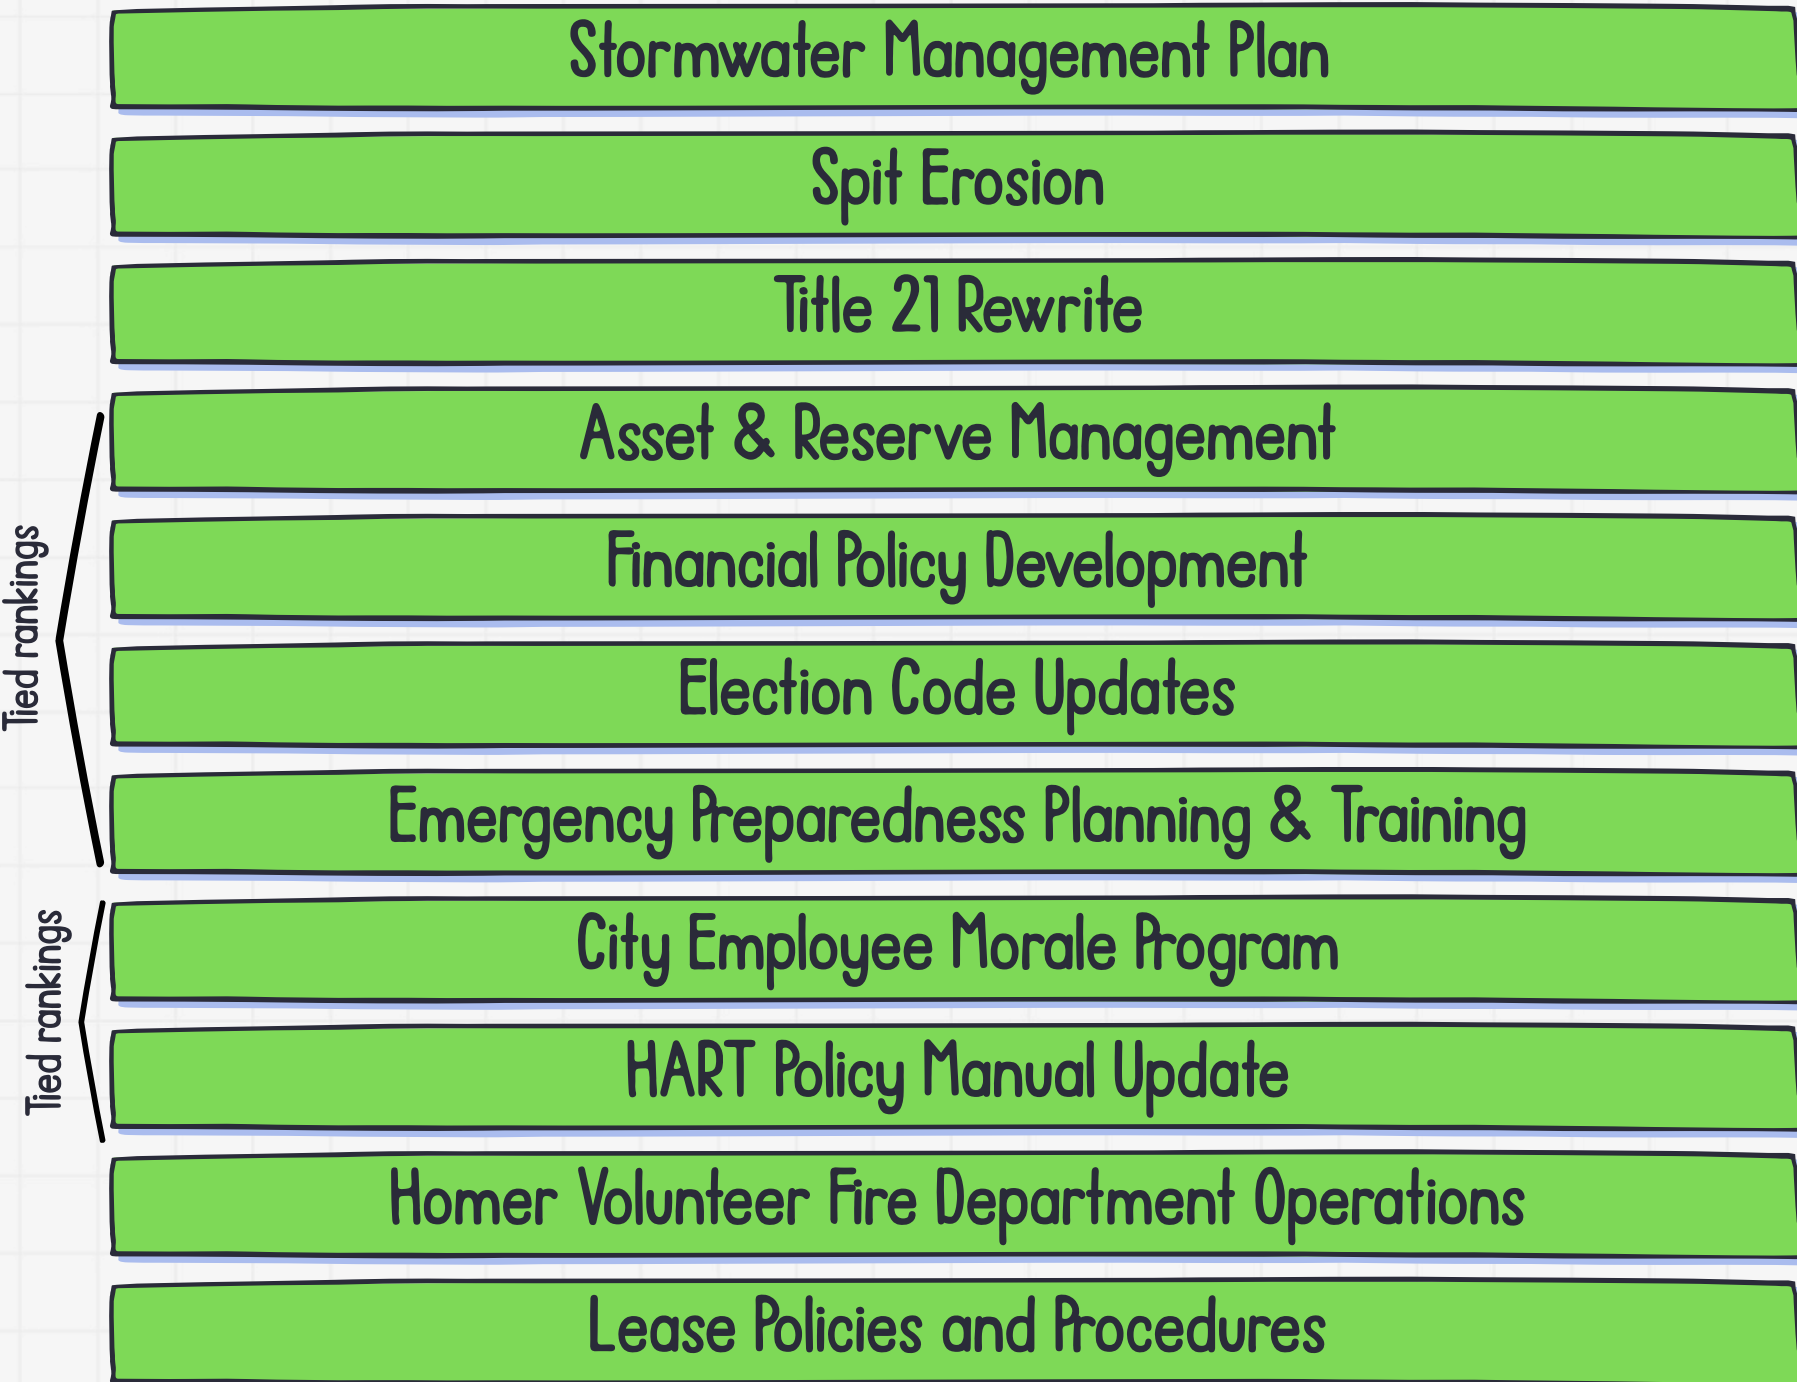 Stormwater Management Plan
Spit Erosion
Title 21 Rewrite
Tied rankings
Asset & Reserve Management
Financial Policy Development
Election Code Updates
Emergency Preparedness Planning & Training
Tied rankings
City Employee Morale Program
HART Policy Manual Update
Homer Volunteer Fire Department Operations
Lease Policies and Procedures